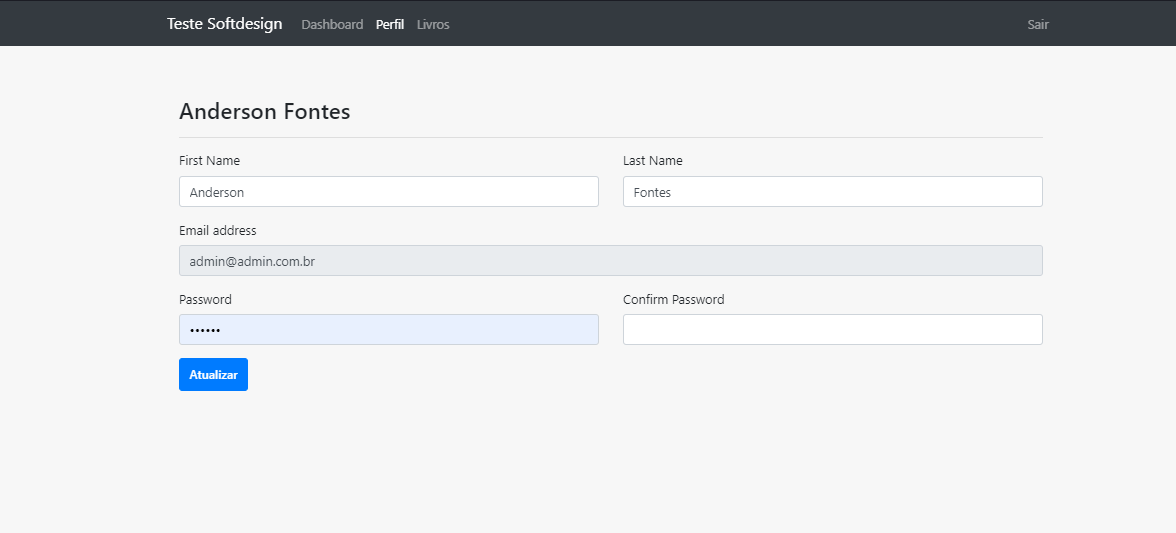 Teste Softdesign Dashboard Perfil Livros Sair
Anderson Fontes
First Name Last Name
Anderson Fontes
Email address
admin@admin.com.br
Password Confirm Password
••••••
Atualizar